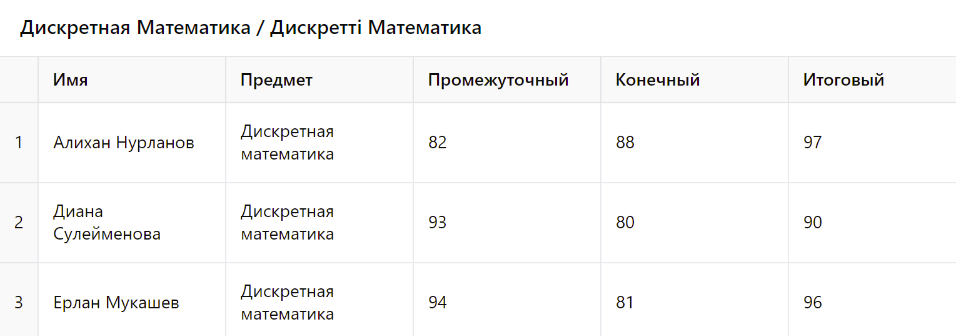 Дискретная Математика / Дискретті Математика
Имя Предмет Промежуточный Конечный Итоговый
1 Алихан Нурланов Дискретная математика 82 88 97
2 Диана Сулейменова Дискретная математика 93 80 90
3 Ерлан Мукашев Дискретная математика 94 81 96